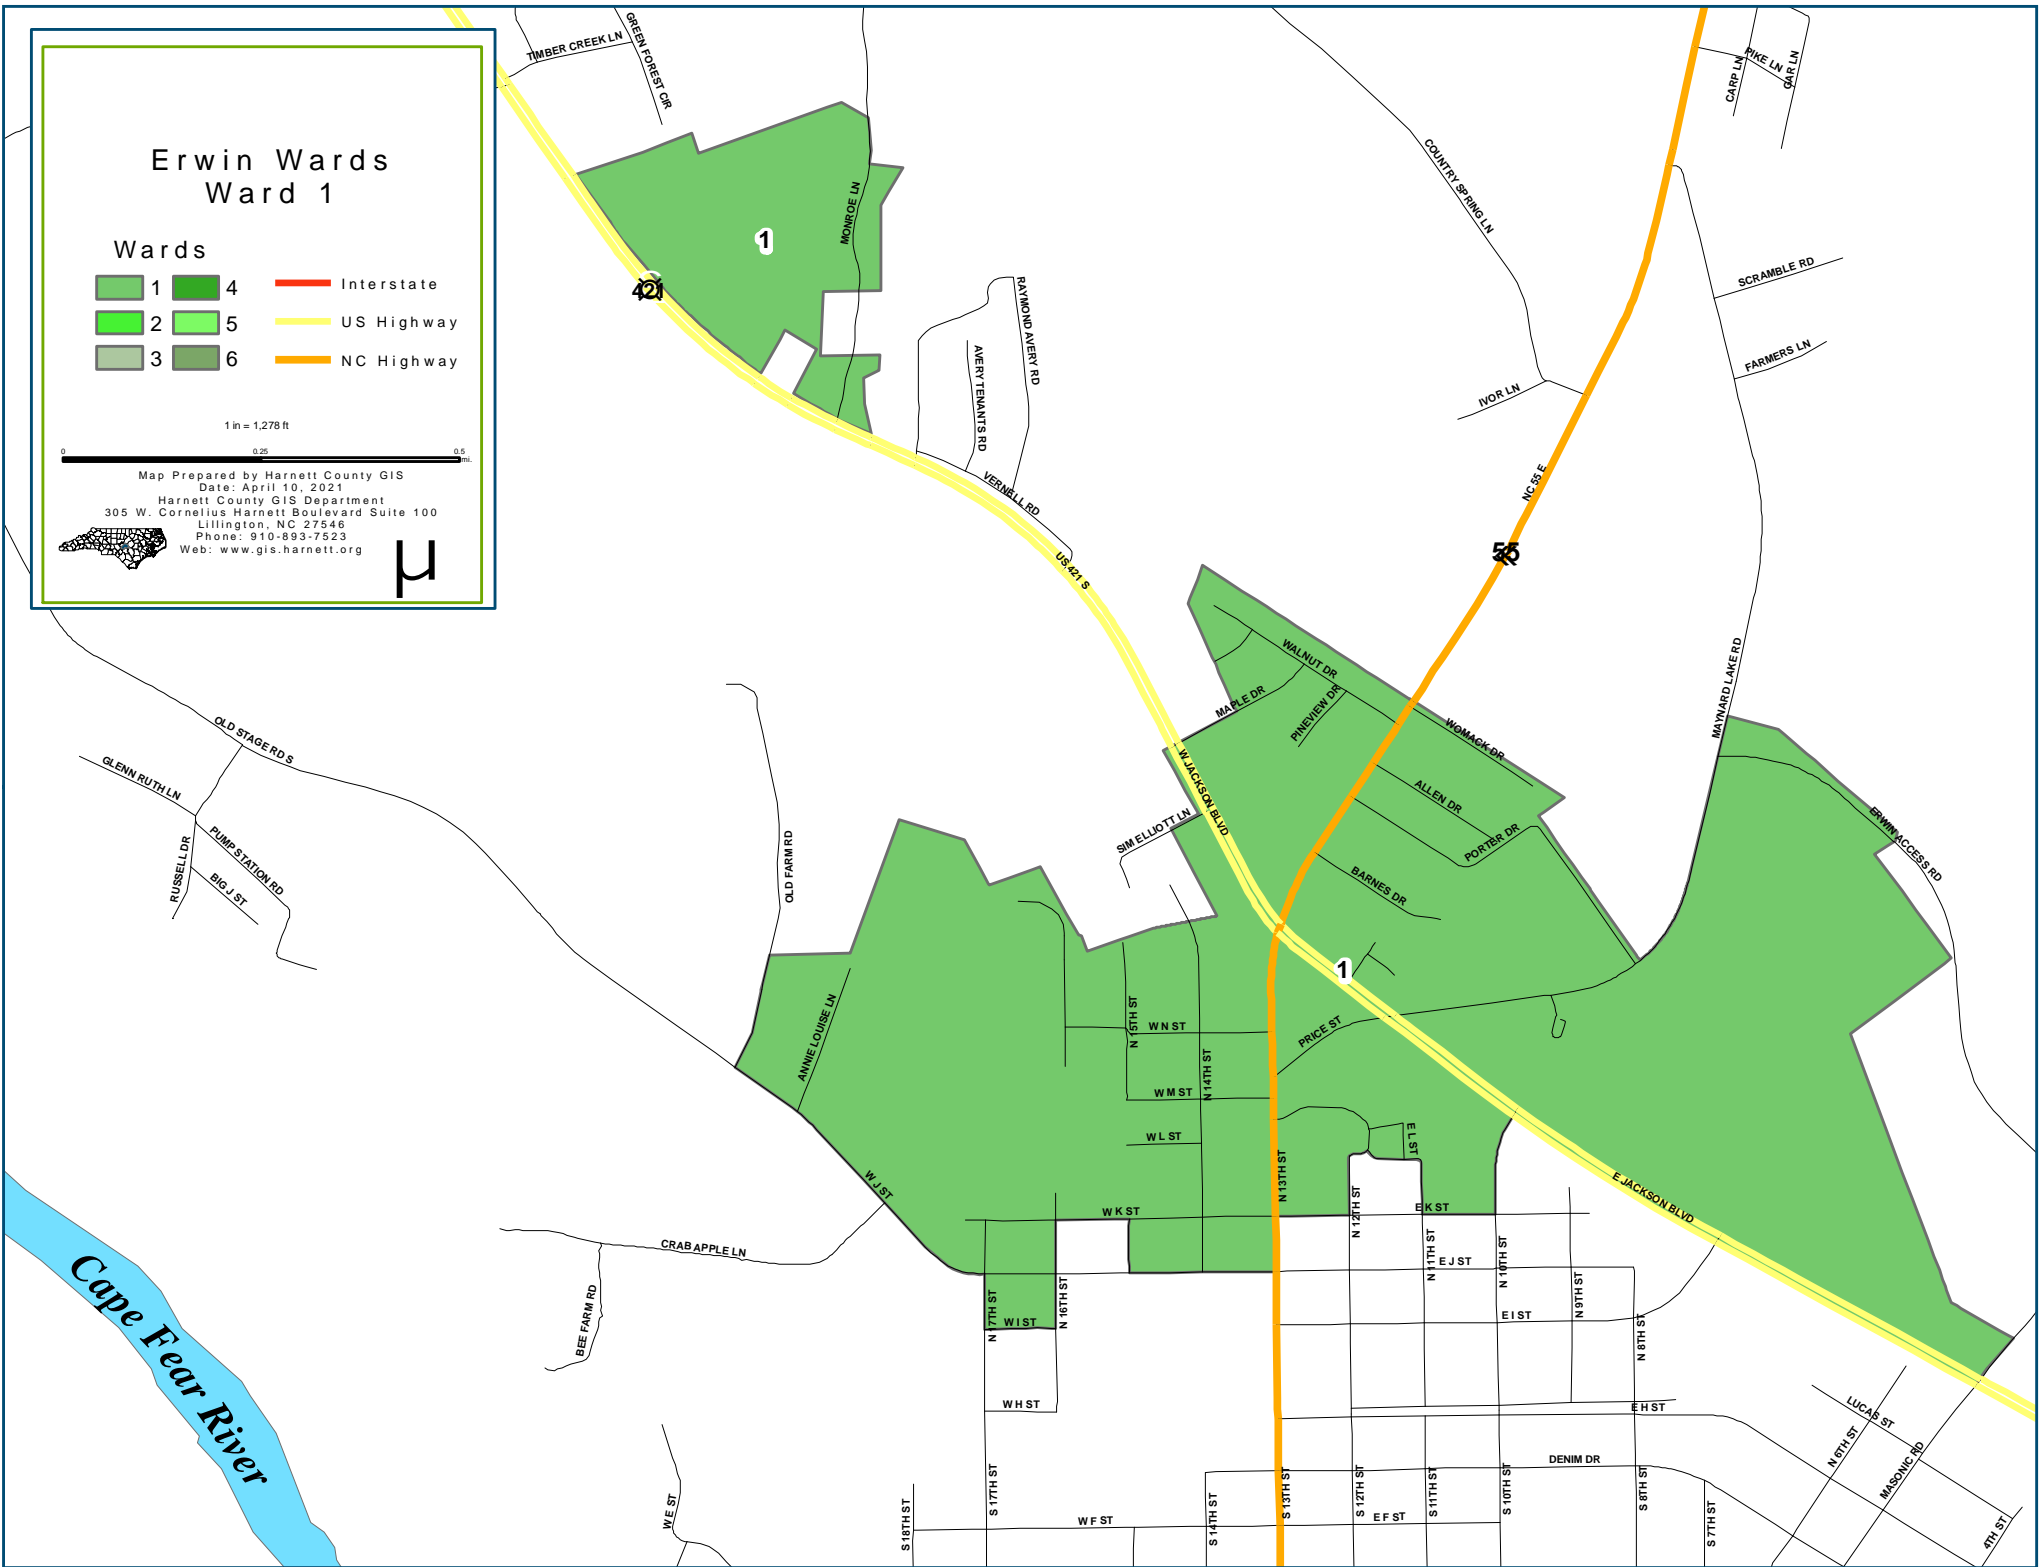 Erwin Wards
Ward 1
Wards
1
4
Interstate
2
5
US Highway
3
6
NC Highway
1 in = 1,278 ft
0 0.25 0.5
mi.
Map Prepared by Harnett County GIS
Date: April 10, 2021
Harnett County GIS Department
305 W. Cornelius Harnett Boulevard Suite 100
Lillington, NC 27546
Phone: 910-893-7523
Web: www.gis.harnett.org
µ
TIMBER CREEK LN
GREEN FOREST CIR
MONROE LN
1
421
RAYMOND AVERY RD
AVERY TENANTS RD
VERNELL RD
US 421 S
COUNTRY SPRING LN
IVOR LN
NC 55 E
55
CARP LN
PIKE LN
GAR LN
SCRAMBLE RD
FARMERS LN
MAYNARD LAKE RD
WALNUT DR
MAPLE DR
PINEVIEW DR
WOMACK DR
ALLEN DR
PORTER DR
BARNES DR
W JACKSON BLVD
SIM ELLIOTT LN
ERWIN ACCESS RD
OLD STAGE RD S
GLENN RUTH LN
RUSSELL DR
PUMP STATION RD
BIG J ST
OLD FARM RD
ANNIE LOUISE LN
1
N 15TH ST
W N ST
N 14TH ST
PRICE ST
W M ST
W L ST
E L ST
N 13TH ST
W J ST
W K ST
N 12TH ST
E K ST
E JACKSON BLVD
CRAB APPLE LN
BEE FARM RD
N 17TH ST
W I ST
N 16TH ST
N 11TH ST
E J ST
N 10TH ST
N 9TH ST
E I ST
N 8TH ST
W H ST
E H ST
LUCAS ST
N 6TH ST
MASONIC RD
DENIM DR
Cape Fear River
W E ST
S 18TH ST
S 17TH ST
W F ST
S 14TH ST
S 13TH ST
S 12TH ST
E F ST
S 11TH ST
S 10TH ST
S 8TH ST
S 7TH ST
4TH ST